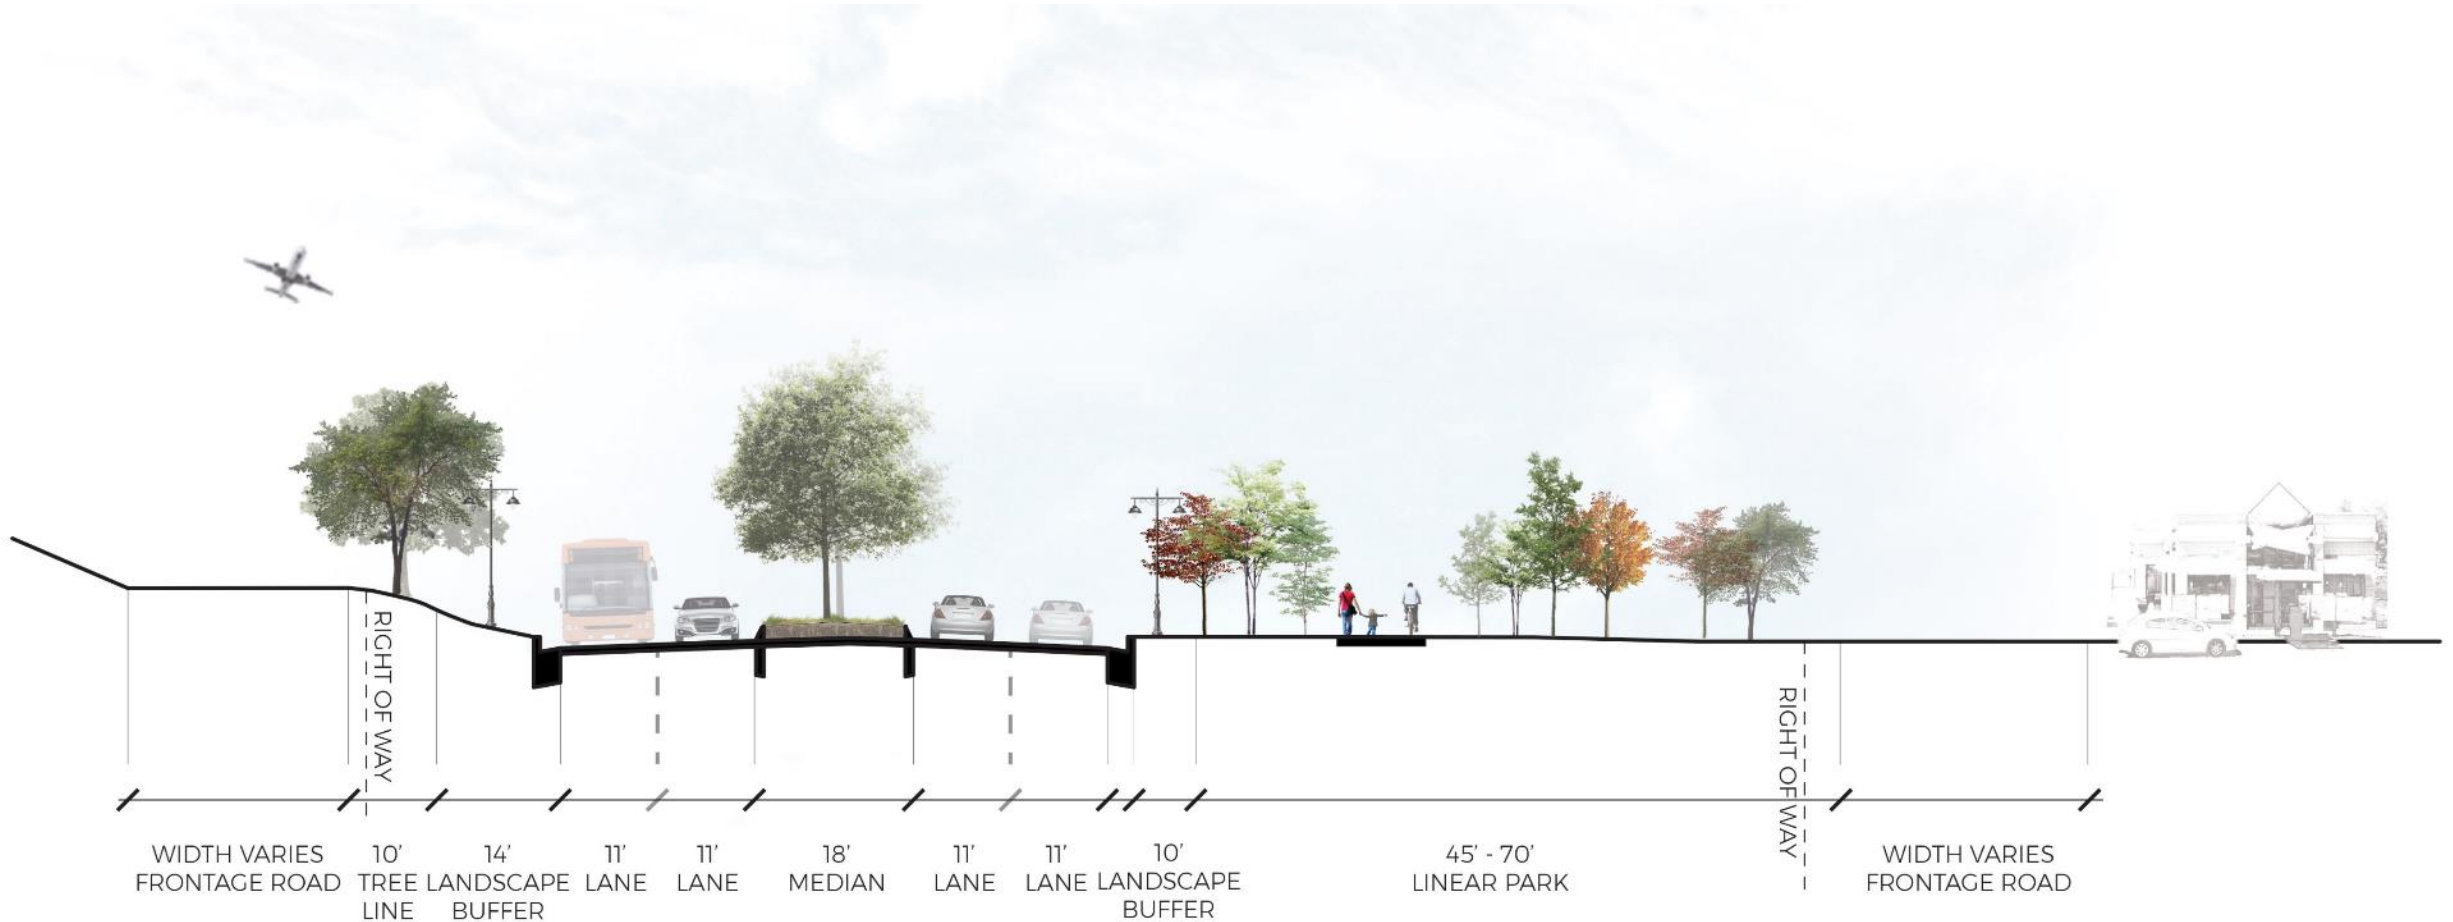 RIGHT OF WAY
RIGHT OF WAY
WIDTH VARIES
FRONTAGE ROAD
10'
TREE
LINE
14'
LANDSCAPE
BUFFER
11'
LANE
11'
LANE
18'
MEDIAN
11'
LANE
11'
LANE
10'
LANDSCAPE
BUFFER
45' - 70'
LINEAR PARK
WIDTH VARIES
FRONTAGE ROAD